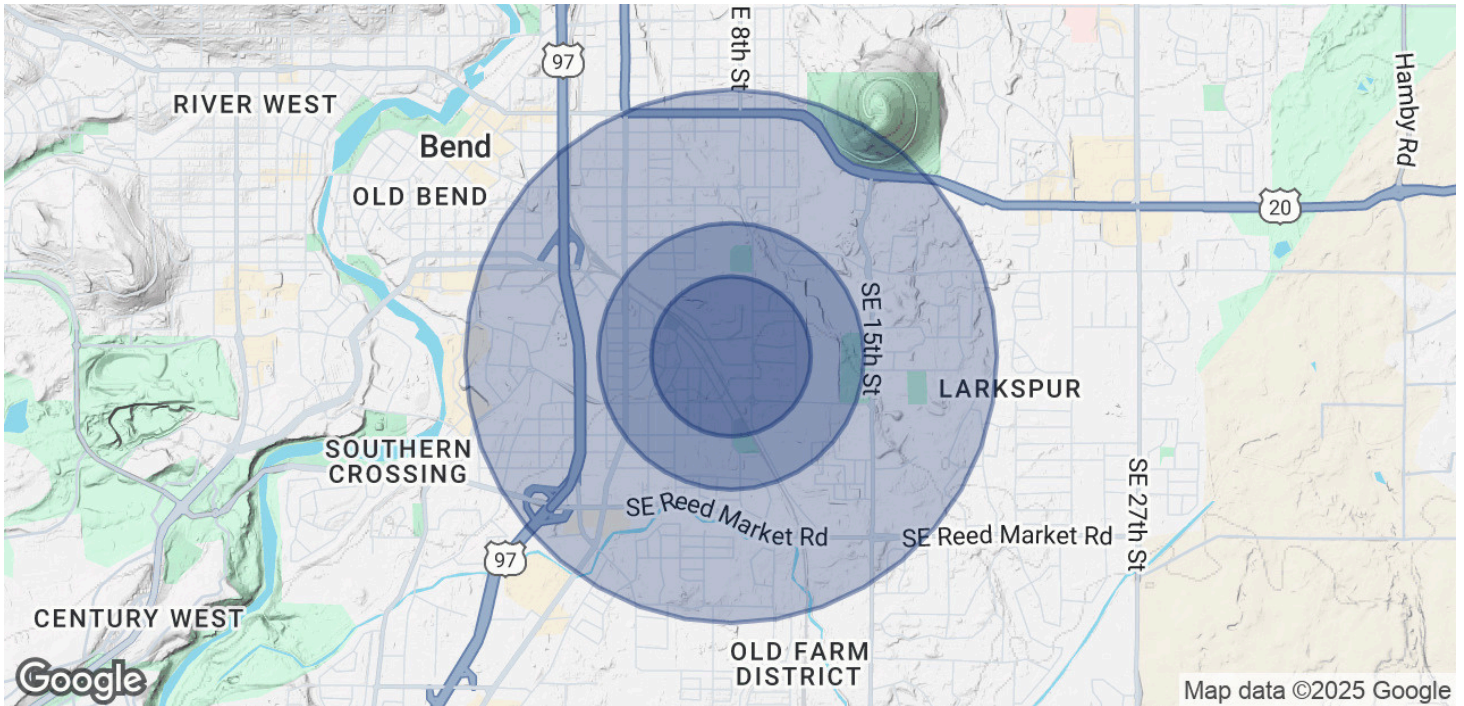 97
E 8th St
Hamby Rd
RIVER WEST
Bend
OLD BEND
20
SE 15th St
LARKSPUR
SOUTHERN
CROSSING
SE 27th St
SE Reed Market Rd
SE Reed Market Rd
97
CENTURY WEST
OLD FARM
DISTRICT
Google
Map data ©2025 Google